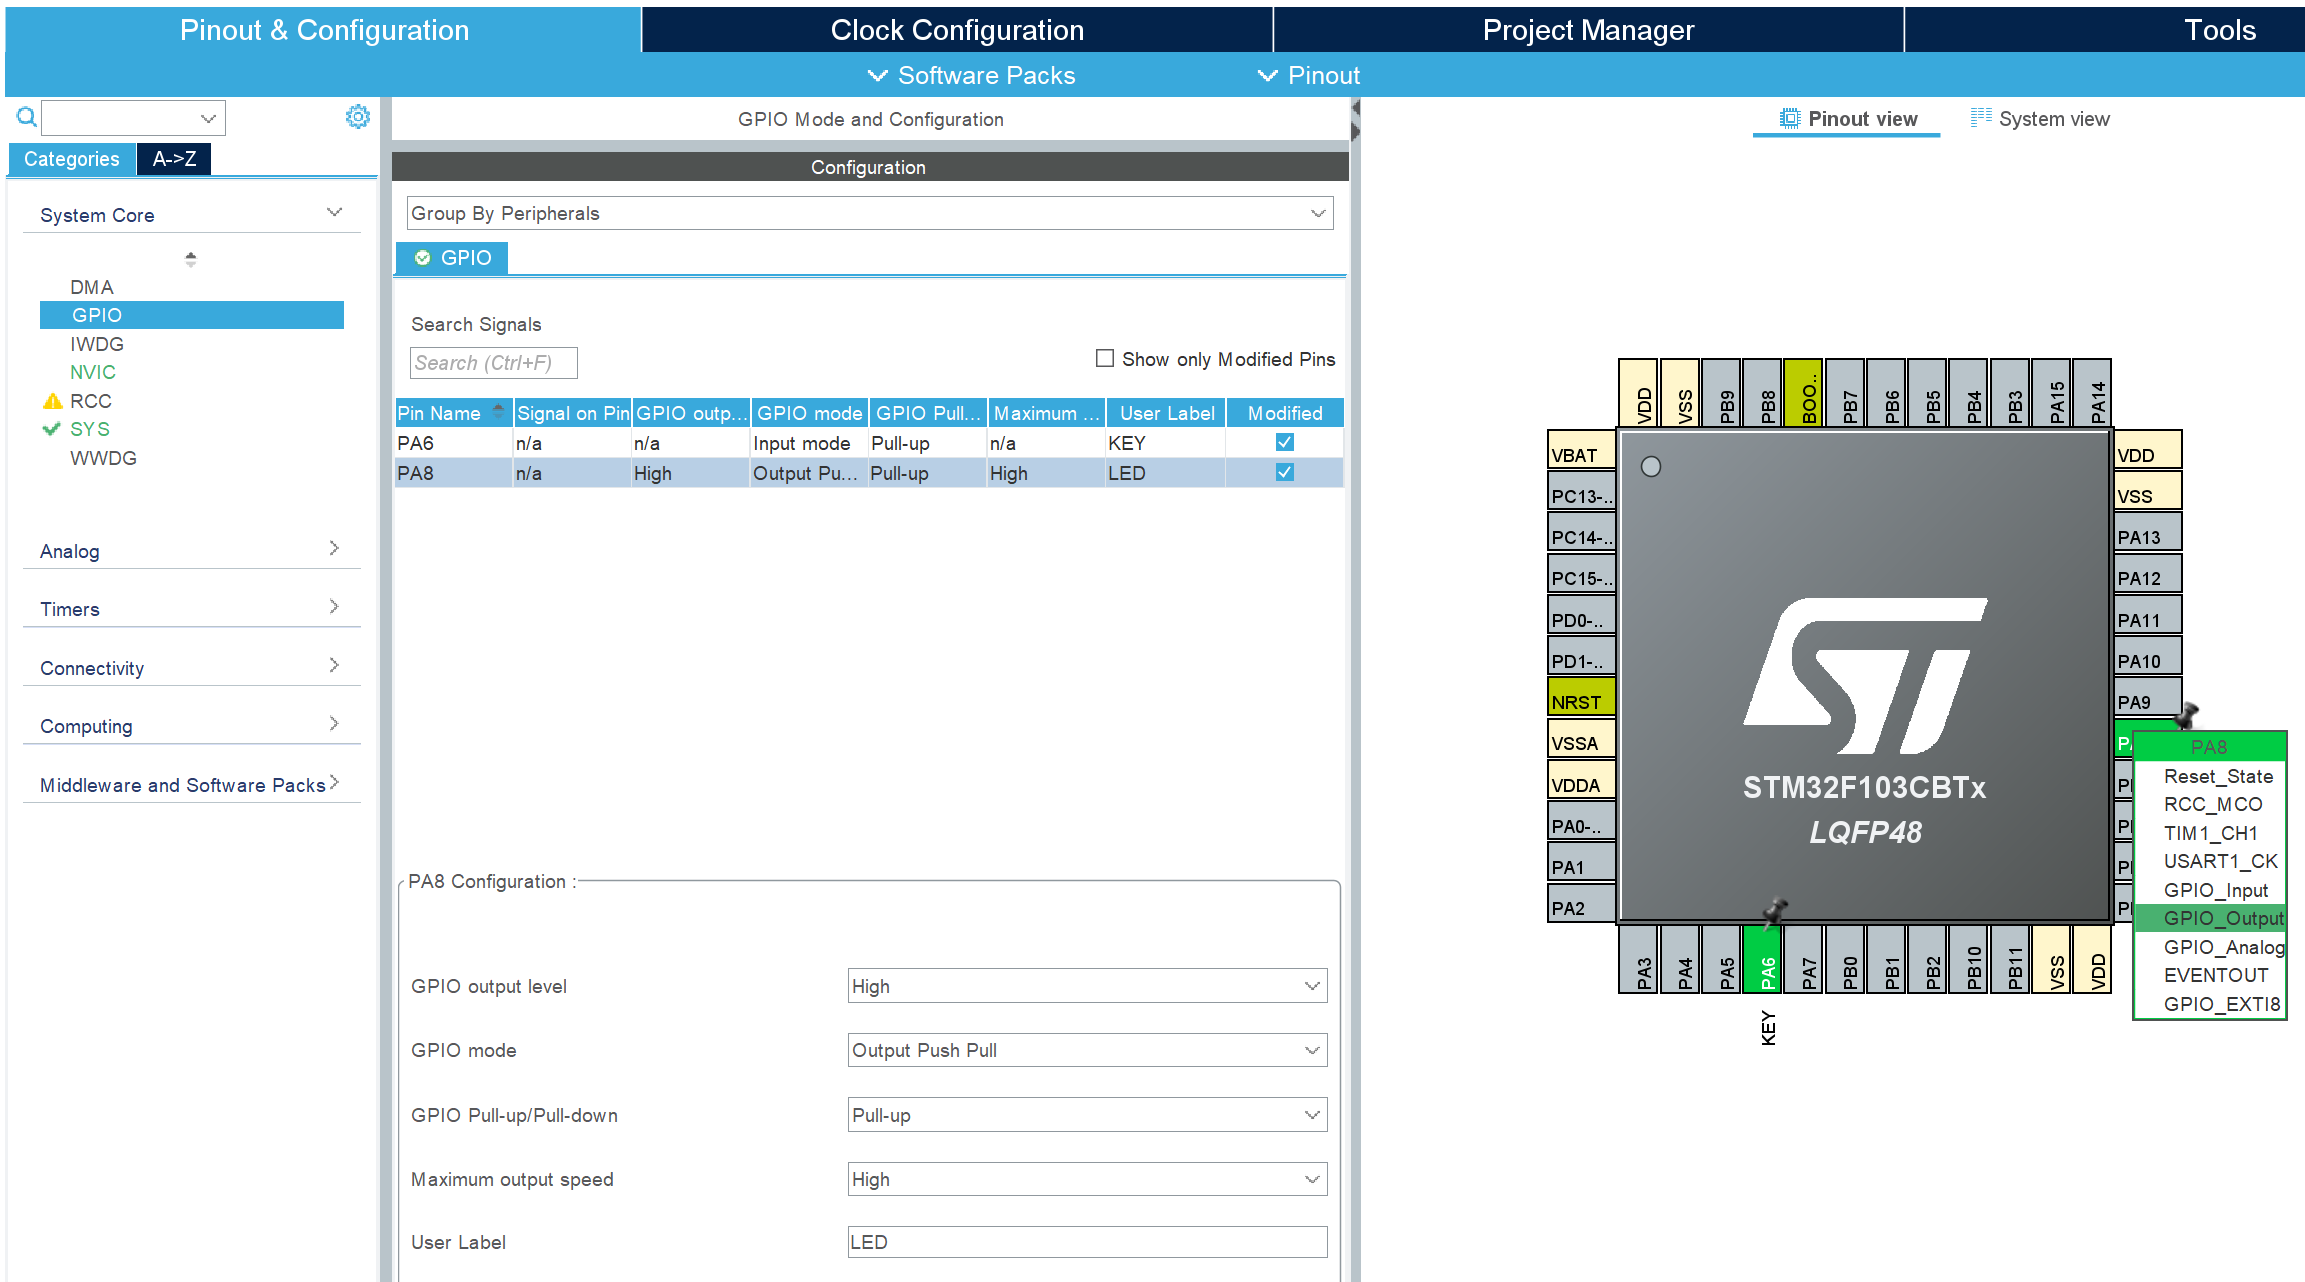 Pinout & Configuration
Clock Configuration
Project Manager
Tools
Software Packs
Pinout
Categories
A->Z
System Core
DMA
GPIO
IWDG
NVIC
RCC
SYS
WWDG
Analog
Timers
Connectivity
Computing
Middleware and Software Packs
GPIO Mode and Configuration
Configuration
Group By Peripherals
GPIO
Search Signals
Search (Ctrl+F)
Show only Modified Pins
Pin Name Signal on Pin GPIO outp... GPIO mode GPIO Pull... Maximum ... User Label Modified
PA6 n/a n/a Input mode Pull-up n/a KEY
PA8 n/a High Output Pu... Pull-up High LED
PA8 Configuration :
GPIO output level High
GPIO mode Output Push Pull
GPIO Pull-up/Pull-down Pull-up
Maximum output speed High
User Label LED
Pinout view
System view
VDD
VSS
PB9
PB8
BOO..
PB7
PB6
PB5
PB4
PB3
PA15
PA14
VBAT
PC13-..
PC14-..
PC15-..
PD0-..
PD1-..
NRST
VSSA
VDDA
PA0-..
PA1
PA2
ST
STM32F103CBTx
LQFP48
VDD
VSS
PA13
PA12
PA11
PA10
PA9
PA8
Reset_State
RCC_MCO
TIM1_CH1
USART1_CK
GPIO_Input
GPIO_Output
GPIO_Analog
EVENTOUT
GPIO_EXTI8
PA3
PA4
PA5
PA6
PA7
PB0
PB1
PB2
PB10
PB11
VSS
VDD
KEY